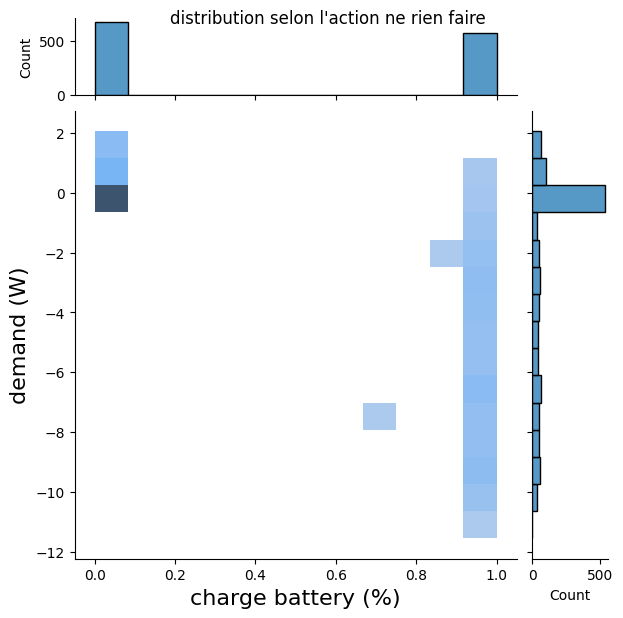 distribution selon l'action ne rien faire
Count
500
0
demand (W)
2
0
−2
−4
−6
−8
−10
−12
0.0 0.2 0.4 0.6 0.8 1.0
charge battery (%)
0 500
Count